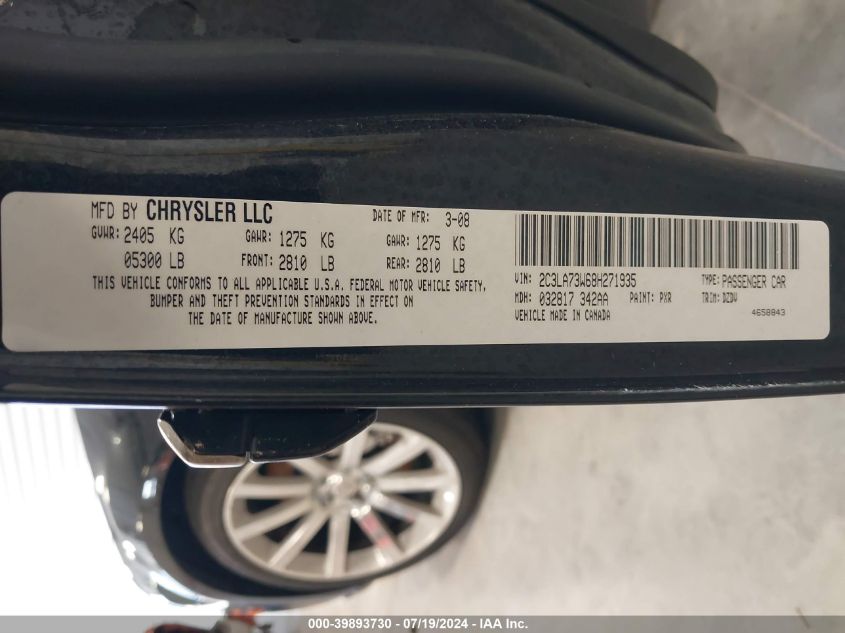 MFD BY CHRYSLER LLC DATE OF MFR: 3-08
GVWR: 2405 KG GAWR: 1275 KG GAWR: 1275 KG
05300 LB FRONT: 2810 LB REAR: 2810 LB
THIS VEHICLE CONFORMS TO ALL APPLICABLE U.S.A. FEDERAL MOTOR VEHICLE SAFETY,
BUMPER AND THEFT PREVENTION STANDARDS IN EFFECT ON
THE DATE OF MANUFACTURE SHOWN ABOVE.
VIN: 2C3LA73W68H271935 TYPE: PASSENGER CAR
MDH: 032817 342AA PAINT: PXR TRIM: DZDV
VEHICLE MADE IN CANADA 4658843
000-39893730 - 07/19/2024 - IAA Inc.